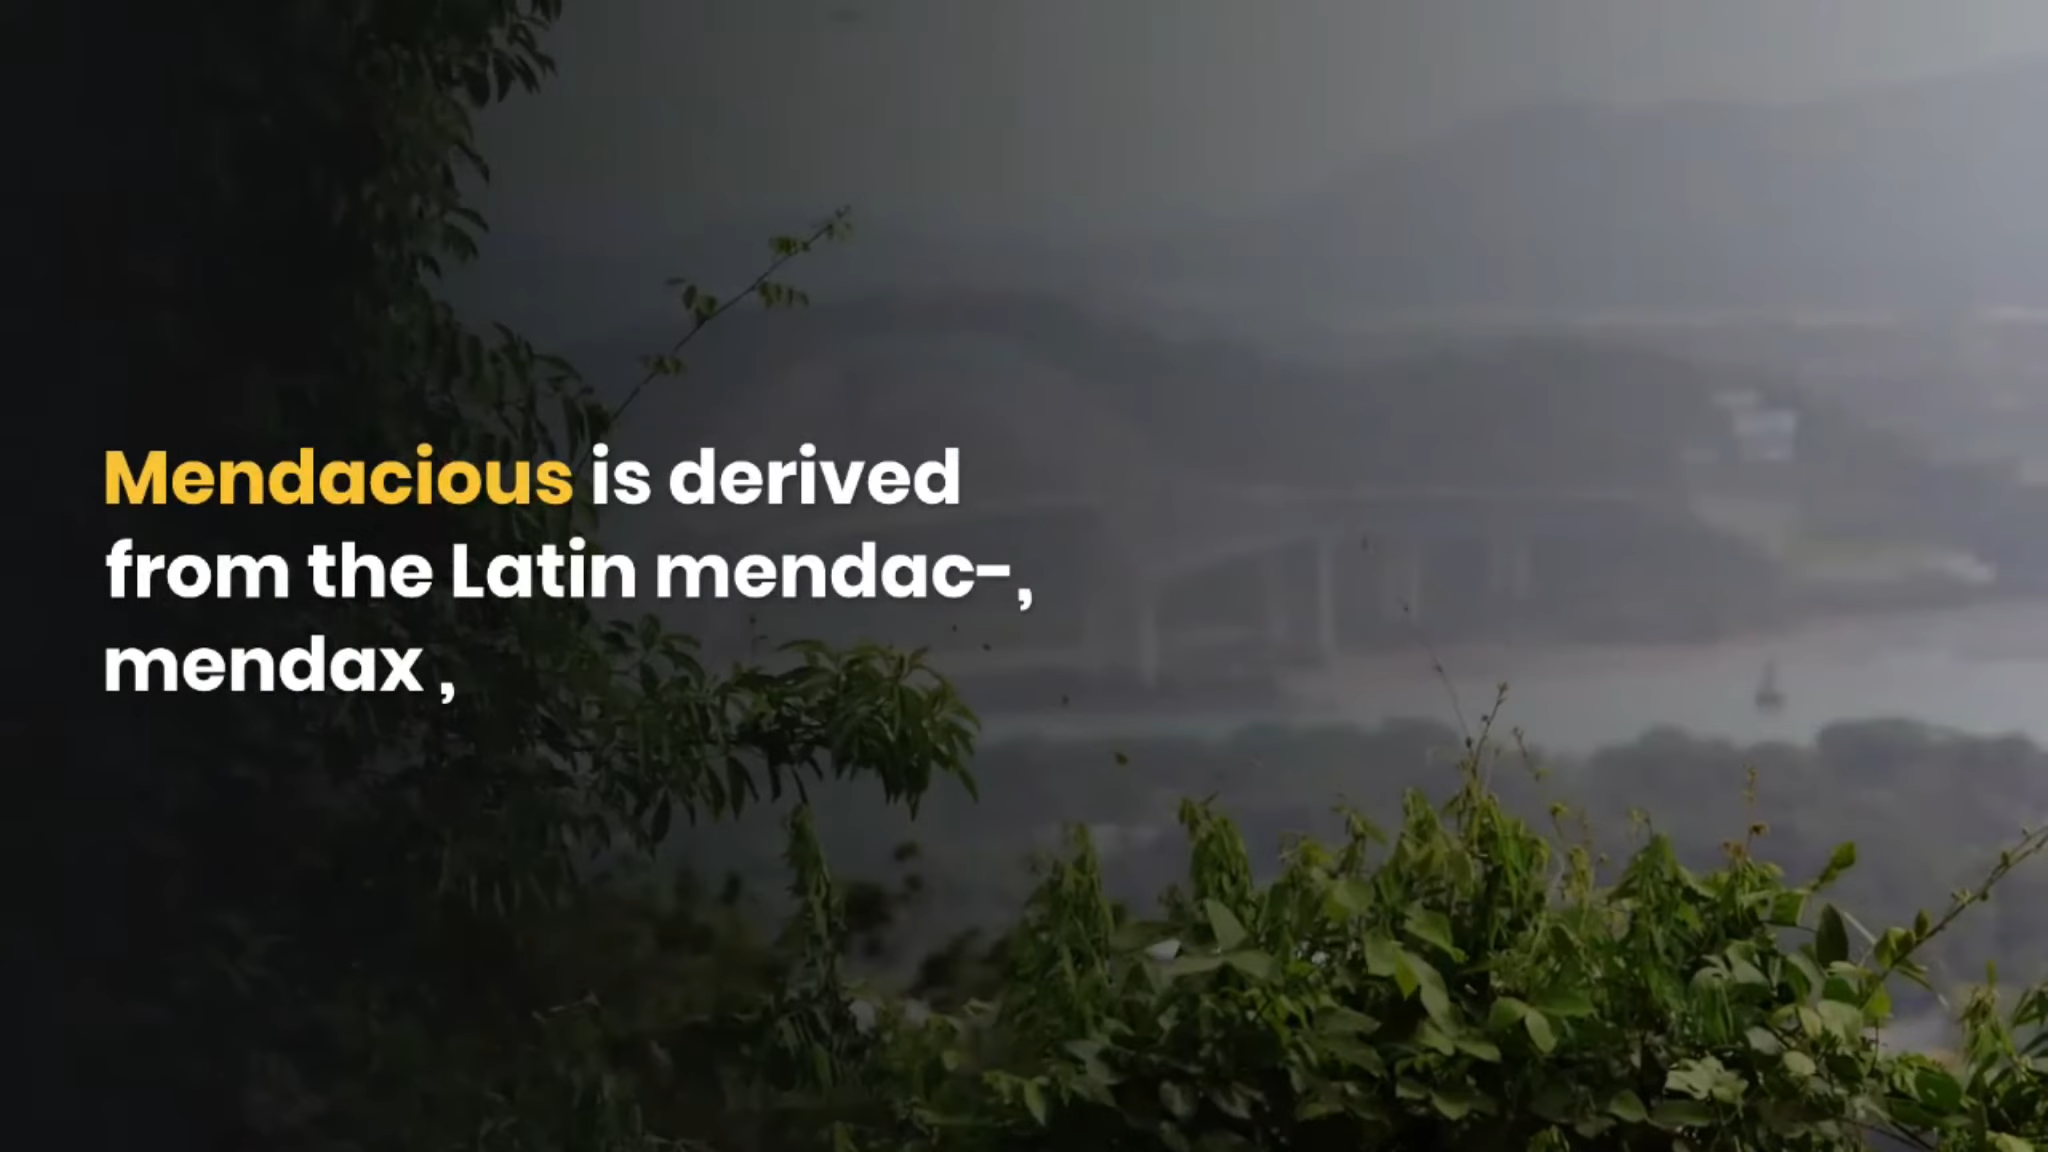 Mendacious is derived
from the Latin mendac-,
mendax ,